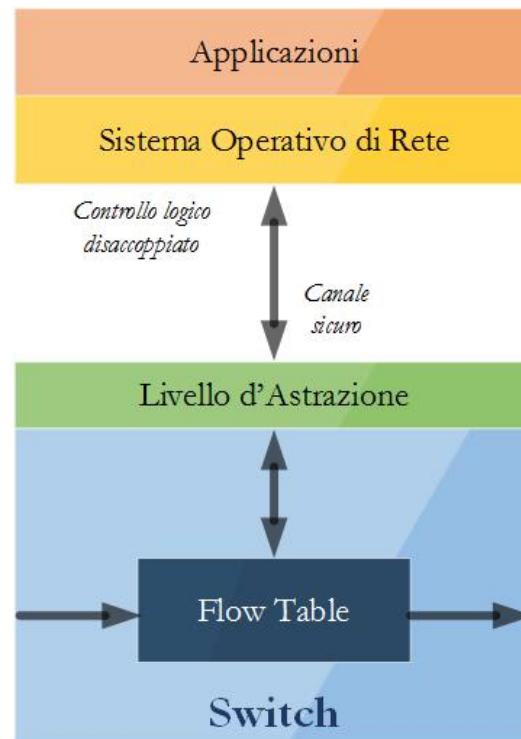 Applicazioni
Sistema Operativo di Rete
Controllo logico
disaccoppiato
Canale
sicuro
Livello d'Astrazione
Flow Table
Switch